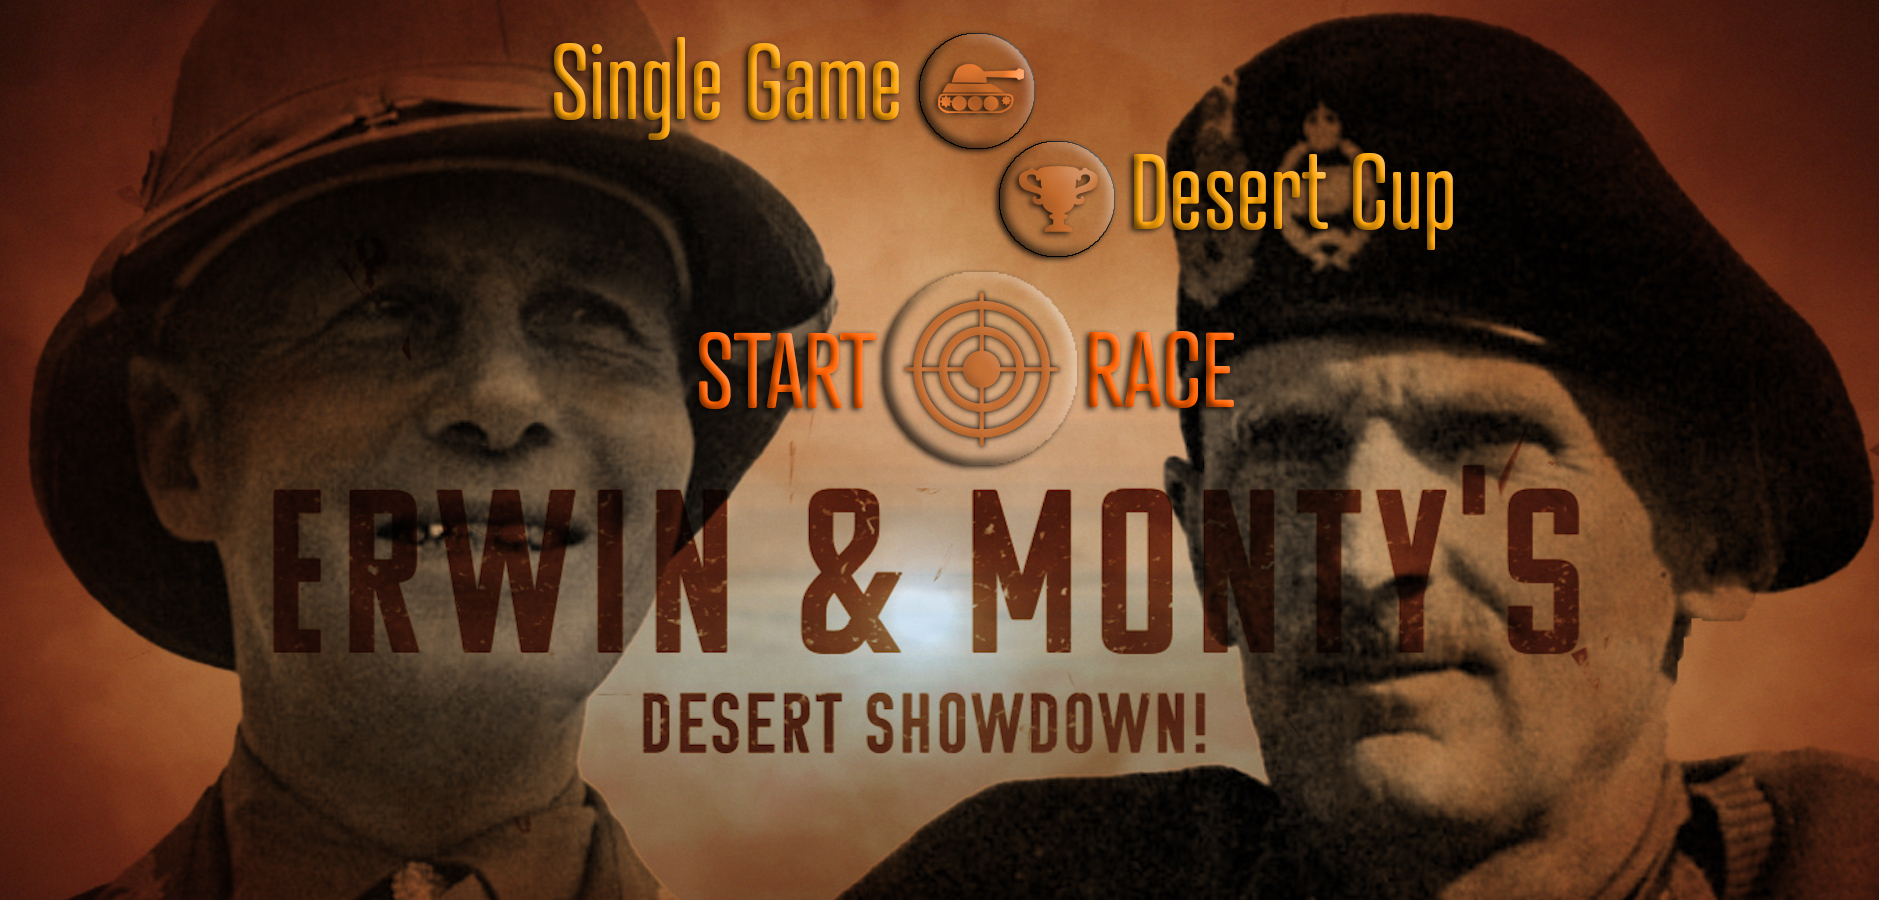 Single Game
Desert Cup
START RACE
ERWIN & MONTY'S
DESERT SHOWDOWN!